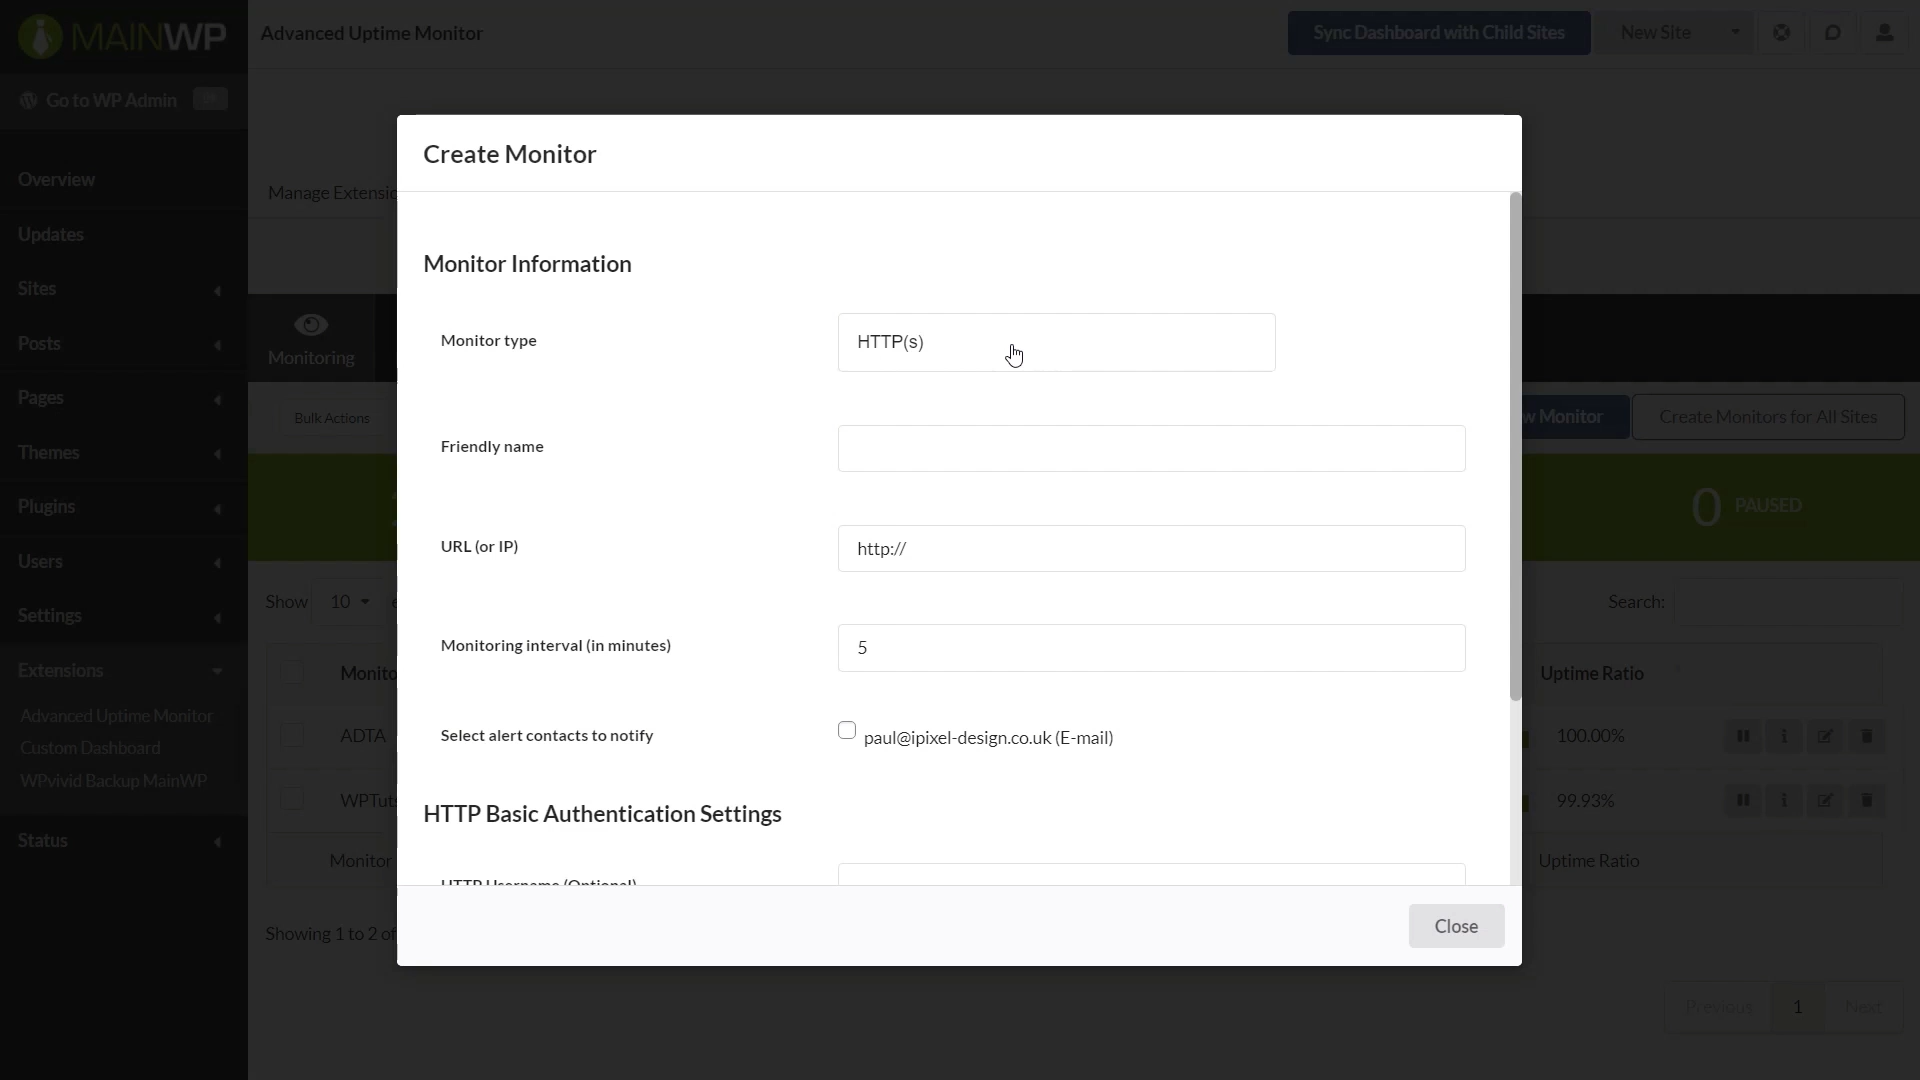 MAINWP
Advanced Uptime Monitor
Sync Dashboard with Child Sites
New Site
Go to WP Admin
Overview
Updates
Sites
Posts
Pages
Themes
Plugins
Users
Settings
Extensions
Advanced Uptime Monitor
Custom Dashboard
WPvivid Backup MainWP
Status
Manage Extensio
Monitoring
Bulk Actions
w Monitor
Create Monitors for All Sites
0 PAUSED
Show 10 e
Search:
Monito
Uptime Ratio
ADTA
100.00%
WPTuts
99.93%
Monitor
Uptime Ratio
Showing 1 to 2 of
Previous 1 Next
Create Monitor
Monitor Information
Monitor type
HTTP(s)
Friendly name
URL (or IP)
http://
Monitoring interval (in minutes)
5
Select alert contacts to notify
paul@ipixel-design.co.uk (E-mail)
HTTP Basic Authentication Settings
HTTP Username (Optional)
Close